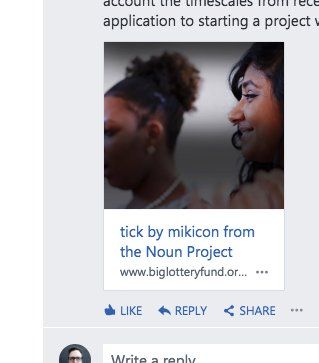 account the timescales from rece
application to starting a project w
tick by mikicon from
the Noun Project
www.biglotteryfund.or...
LIKE
REPLY
SHARE
Write a reply